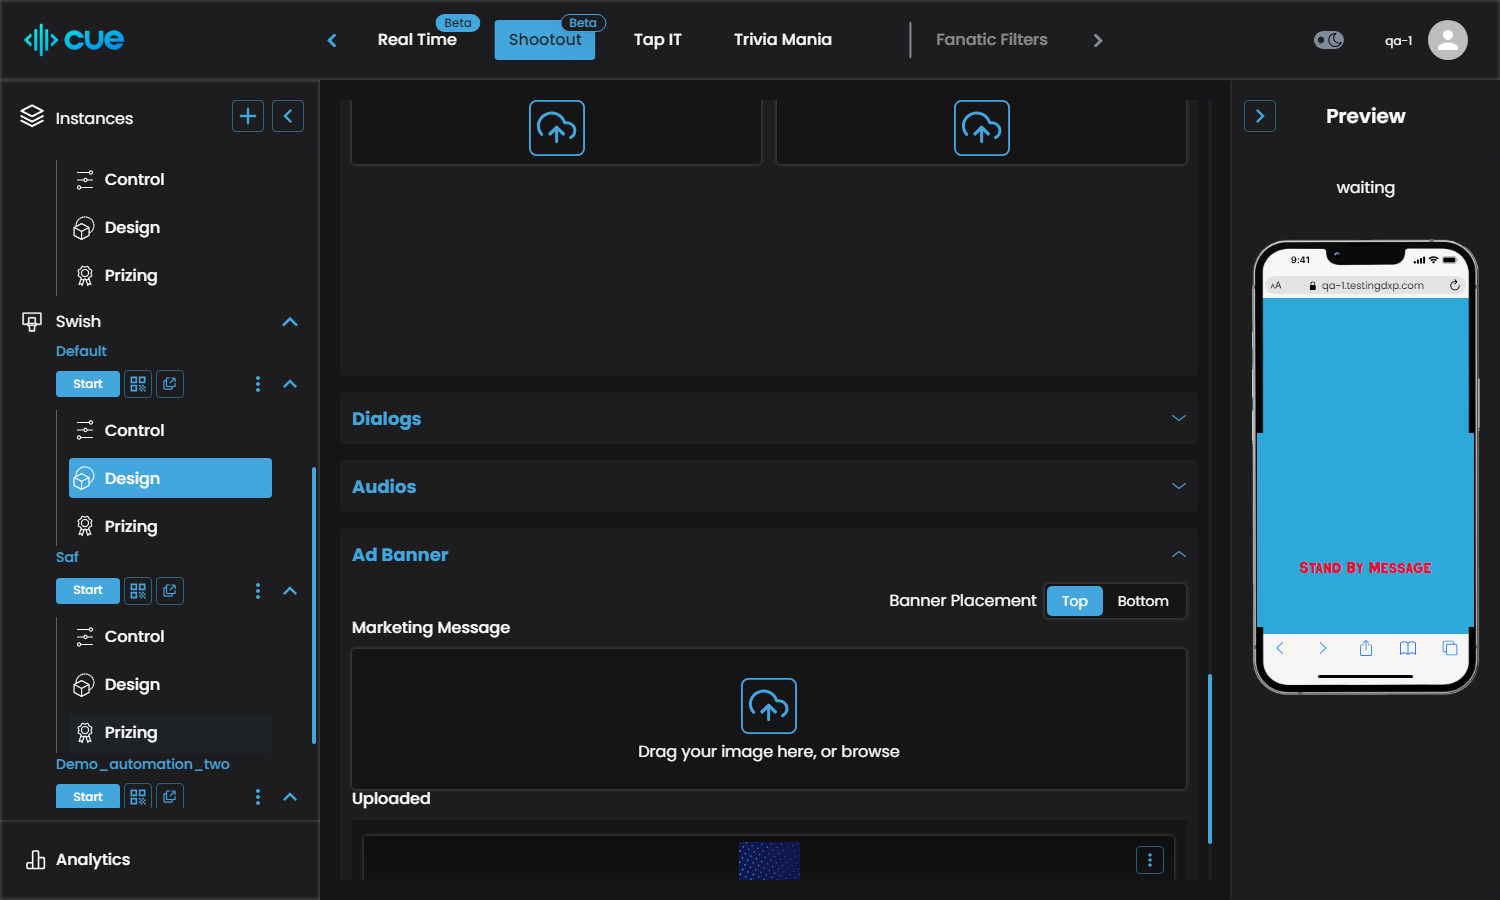 cue
Real Time
Beta
Shootout
Beta
Tap IT
Trivia Mania
Fanatic Filters
qa-1
Instances
Control
Design
Prizing
Swish
Default
Start
Control
Design
Prizing
Saf
Start
Control
Design
Prizing
Demo_automation_two
Start
Analytics
Dialogs
Audios
Ad Banner
Banner Placement
Top
Bottom
Marketing Message
Drag your image here, or browse
Uploaded
Preview
waiting
9:41
AA
qa-1.testingdxp.com
Stand By Message